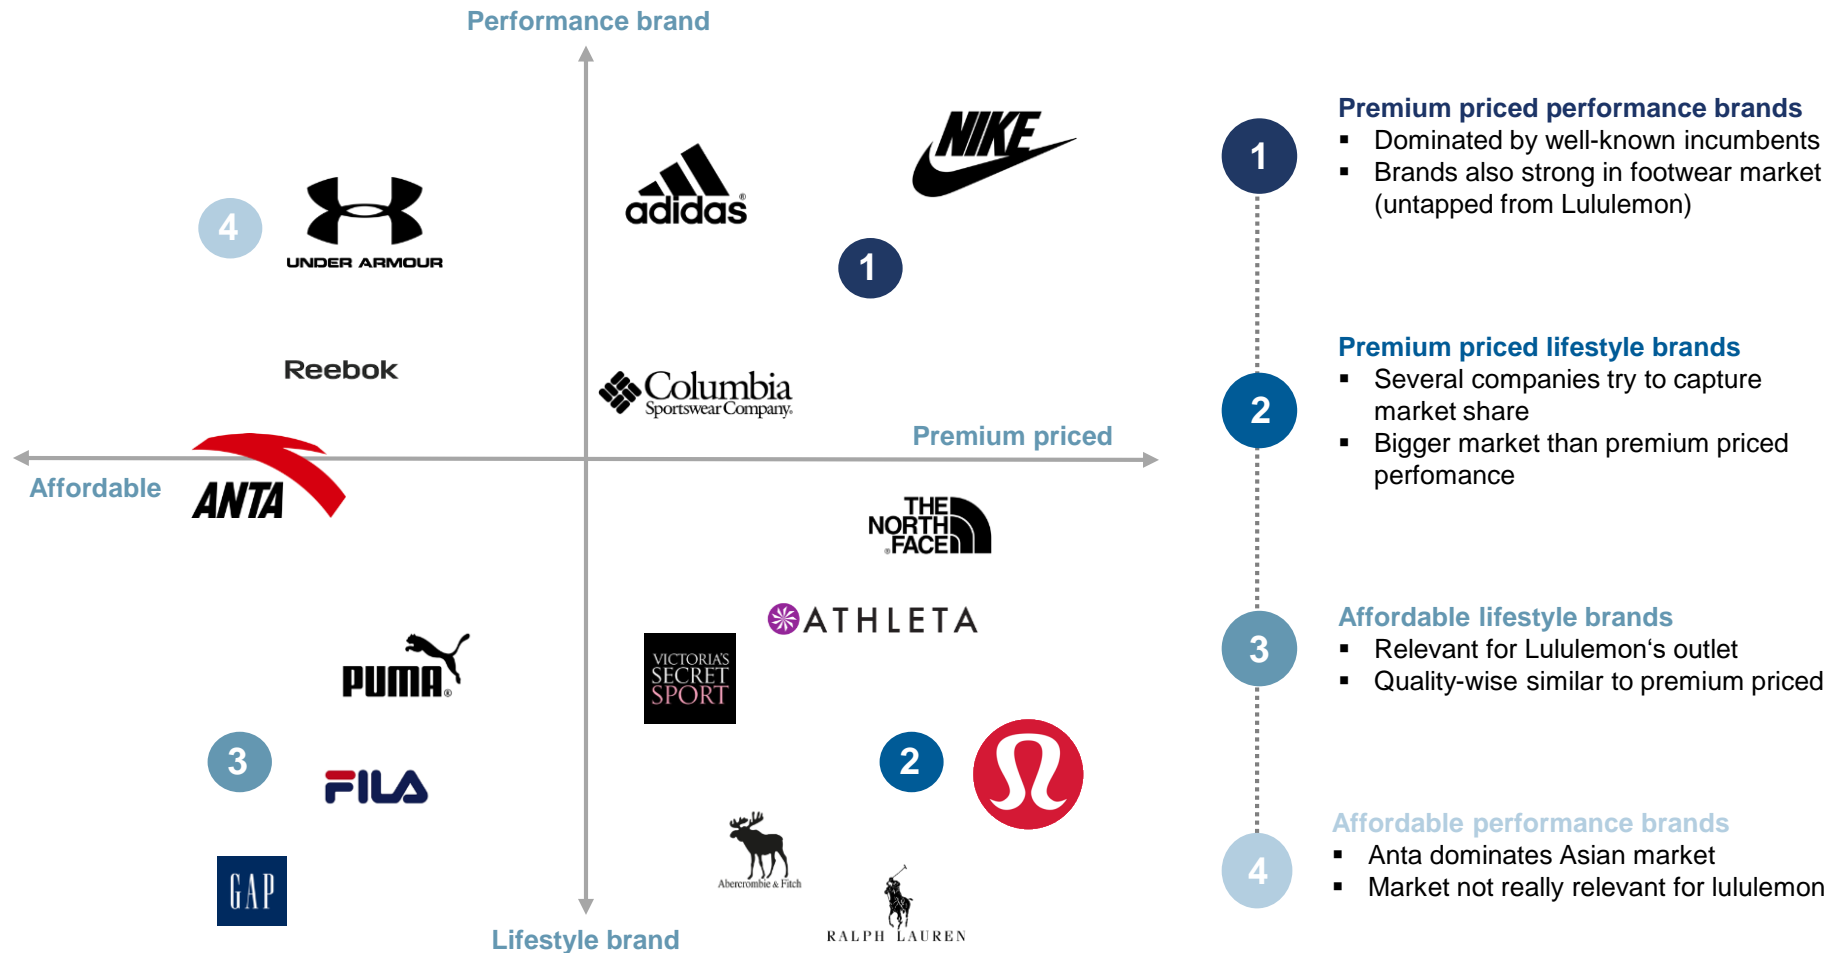 Performance brand
NIKE
adidas®
4
UNDER ARMOUR
1
Reebok
Columbia
Sportswear Company®
Premium priced
Affordable
ANTA
THE
NORTH
®FACE
ATHLETA
PUMA®
VICTORIA'S
SECRET
SPORT
3
2
FILA
Abercrombie & Fitch
GAP
RALPH LAUREN
Lifestyle brand
1
Premium priced performance brands
▪ Dominated by well-known incumbents
▪ Brands also strong in footwear market
(untapped from Lululemon)
2
Premium priced lifestyle brands
▪ Several companies try to capture
market share
▪ Bigger market than premium priced
perfomance
3
Affordable lifestyle brands
▪ Relevant for Lululemon‘s outlet
▪ Quality-wise similar to premium priced
4
Affordable performance brands
▪ Anta dominates Asian market
▪ Market not really relevant for lululemon